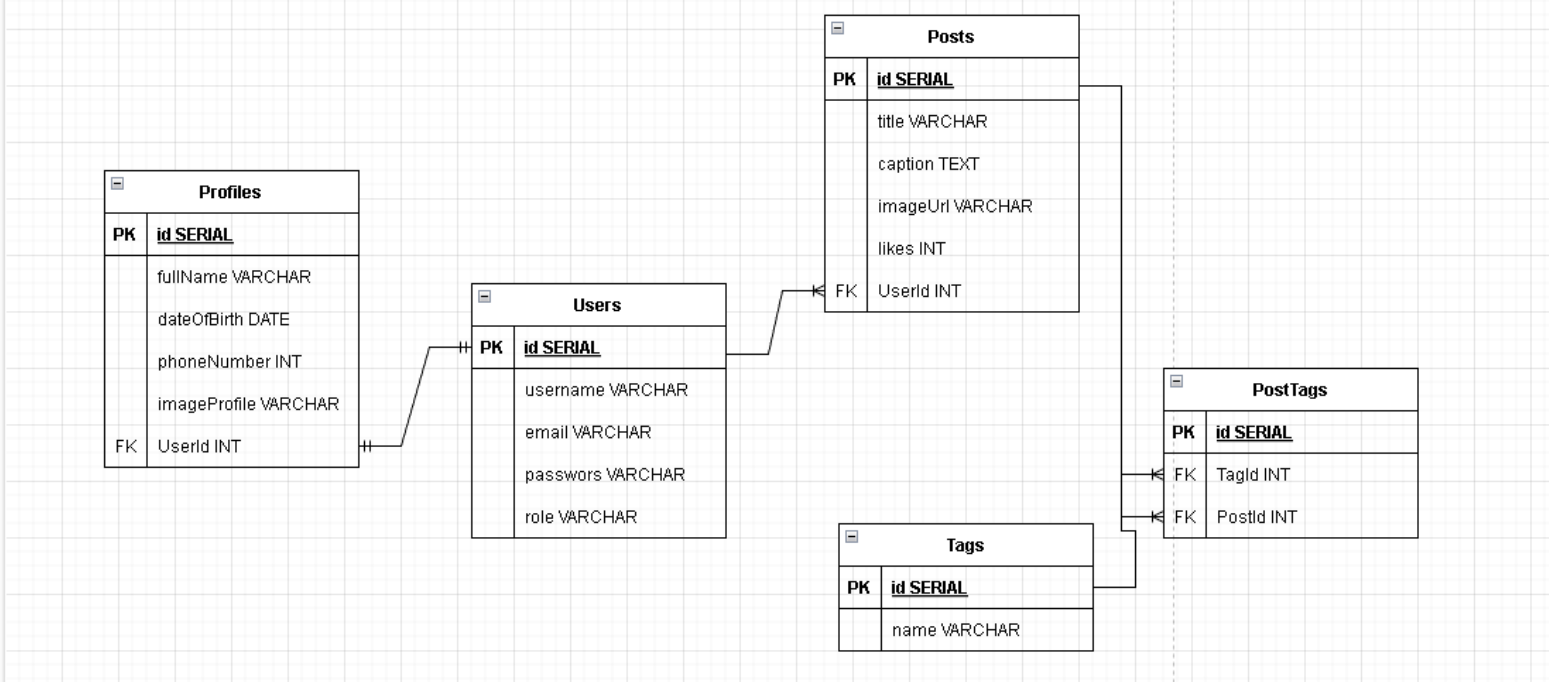 Profiles
PK id SERIAL
fullName VARCHAR
dateOfBirth DATE
phoneNumber INT
imageProfile VARCHAR
FK UserId INT
Users
PK id SERIAL
username VARCHAR
email VARCHAR
passwors VARCHAR
role VARCHAR
Posts
PK id SERIAL
title VARCHAR
caption TEXT
imageUrl VARCHAR
likes INT
FK UserId INT
Tags
PK id SERIAL
name VARCHAR
PostTags
PK id SERIAL
FK TagId INT
FK PostId INT